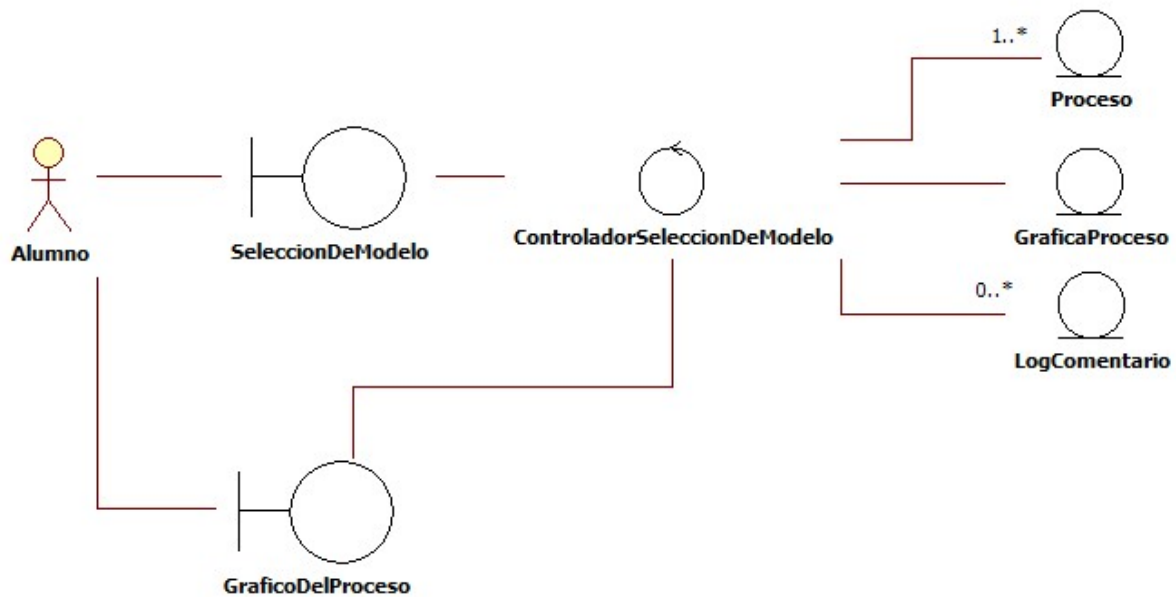 1..*
Proceso
Alumno
SeleccionDeModelo
ControladorSeleccionDeModelo
GraficaProceso
0..*
LogComentario
GraficoDelProceso